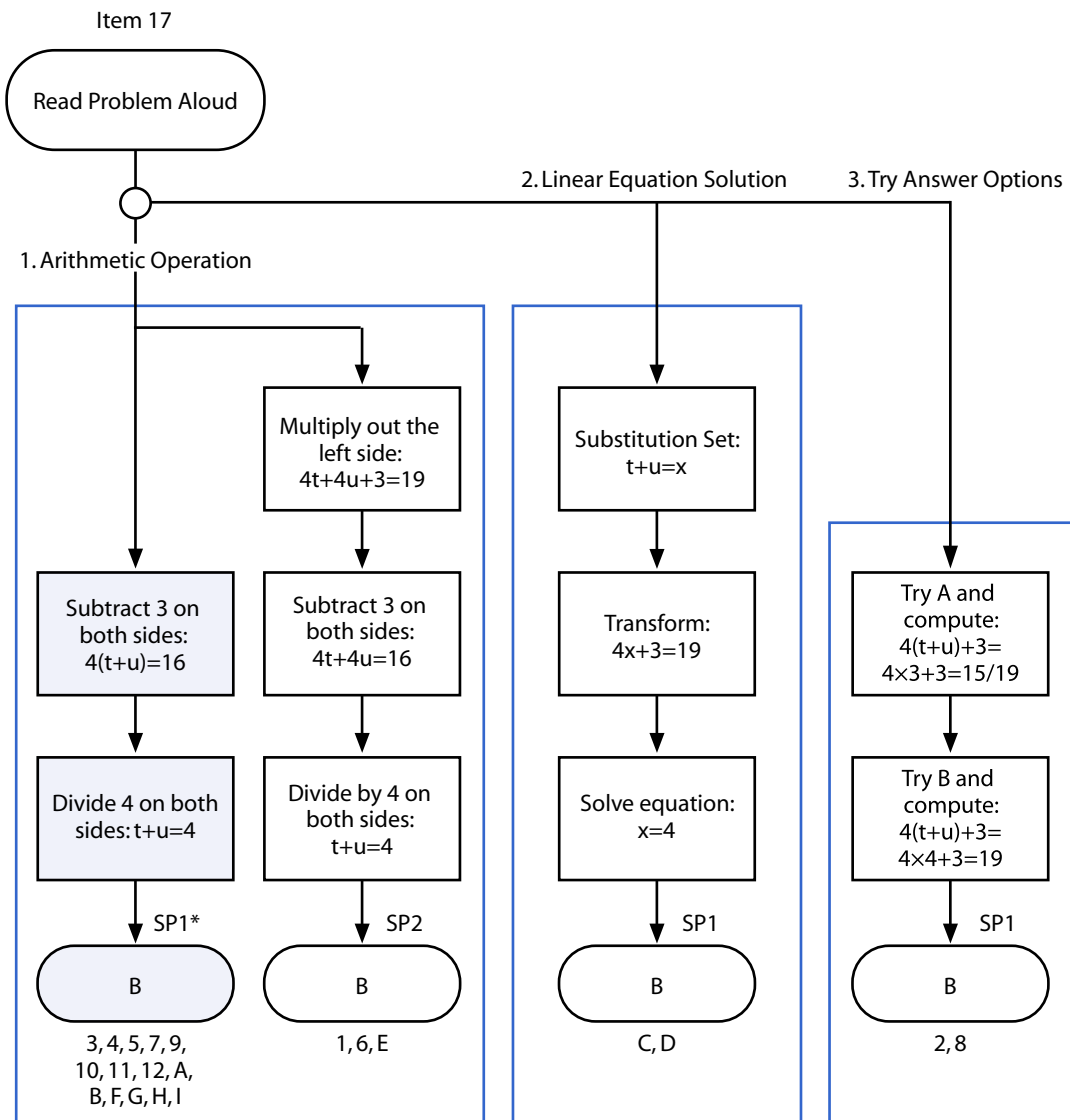 Item 17
Read Problem Aloud
2. Linear Equation Solution
3. Try Answer Options
1. Arithmetic Operation
Multiply out the
left side:
4t+4u+3=19
Substitution Set:
t+u=x
Subtract 3 on
both sides:
4(t+u)=16
Subtract 3 on
both sides:
4t+4u=16
Transform:
4x+3=19
Try A and
compute:
4(t+u)+3=
4×3+3=15/19
Divide 4 on both
sides: t+u=4
Divide by 4 on
both sides:
t+u=4
Solve equation:
x=4
Try B and
compute:
4(t+u)+3=
4×4+3=19
SP1*
SP2
SP1
SP1
B
B
B
B
3, 4, 5, 7, 9,
10, 11, 12, A,
B, F, G, H, I
1, 6, E
C, D
2, 8